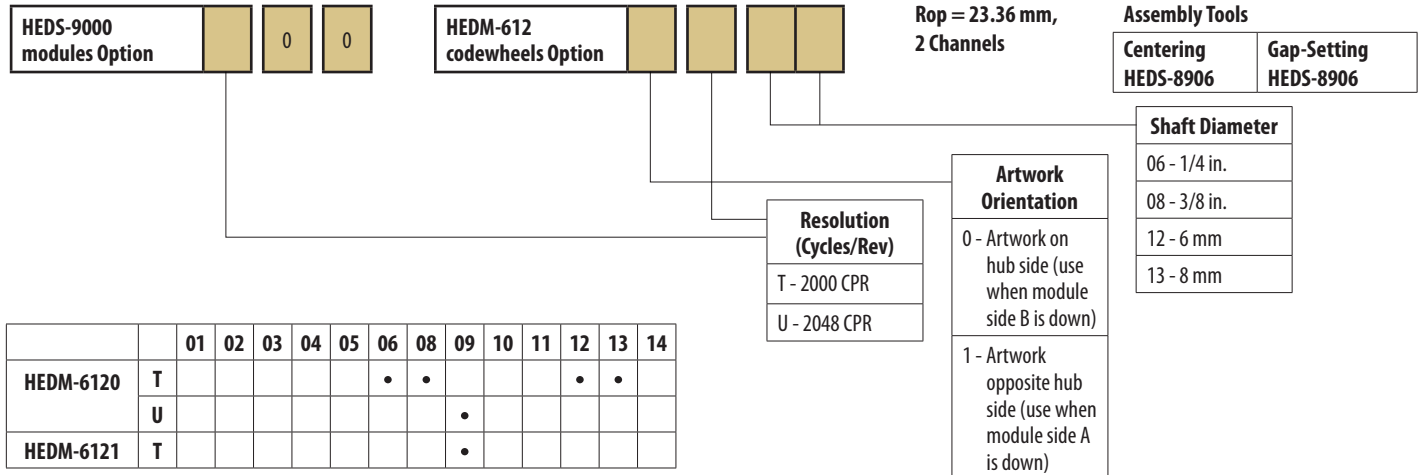 HEDS-9000
modules Option
0
0
HEDM-612
codewheels Option
Rop = 23.36 mm,
2 Channels
Assembly Tools
Centering
HEDS-8906
Gap-Setting
HEDS-8906
Shaft Diameter
06 - 1/4 in.
08 - 3/8 in.
12 - 6 mm
13 - 8 mm
Artwork
Orientation
0 - Artwork on
hub side (use
when module
side B is down)
1 - Artwork
opposite hub
side (use when
module side A
is down)
Resolution
(Cycles/Rev)
T - 2000 CPR
U - 2048 CPR
01 02 03 04 05 06 08 09 10 11 12 13 14
HEDM-6120 T • • • •
U •
HEDM-6121 T •